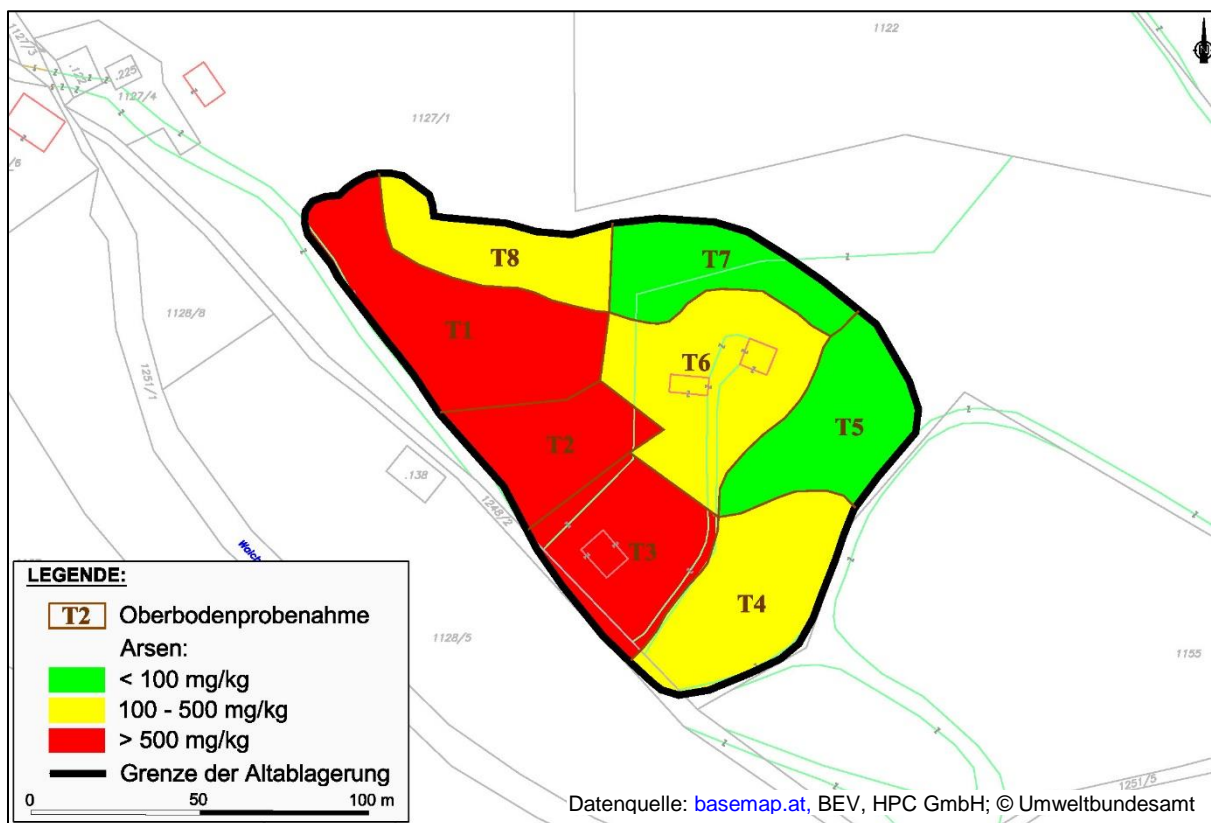 1122
1127/3
.225
1127/4
1127/1
T8
T7
1128/8
T1
T6
1251/1
T5
T2
.138
1248/2
T3
T4
1128/5
1155
1251/5
LEGENDE:
T2 Oberbodenprobenahme
Arsen:
< 100 mg/kg
100 - 500 mg/kg
> 500 mg/kg
Grenze der Altablagerung
0 50 100 m
Datenquelle: basemap.at, BEV, HPC GmbH; © Umweltbundesamt